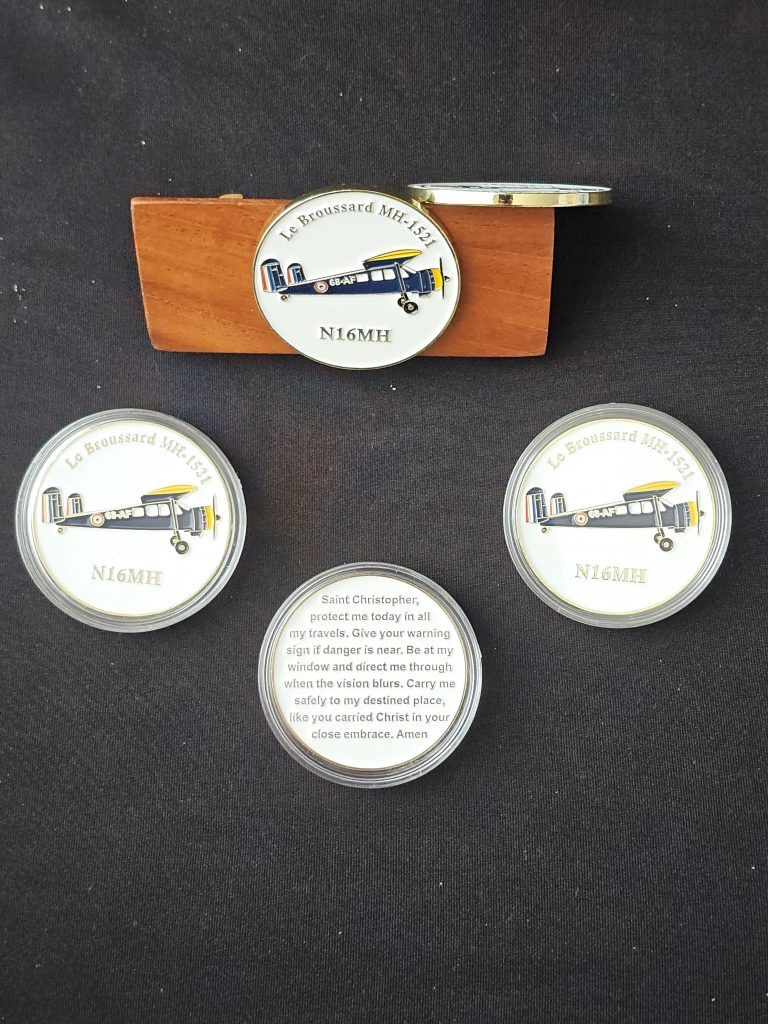 Le Broussard MH-1521
68-AF
N16MH
Le Broussard MH-1521
68-AF
N16MH
Le Broussard MH-1521
68-AF
N16MH
Saint Christopher,
protect me today in all
my travels. Give your warning
sign if danger is near. Be at my
window and direct me through
when the vision blurs. Carry me
safely to my destined place,
like you carried Christ in your
close embrace. Amen